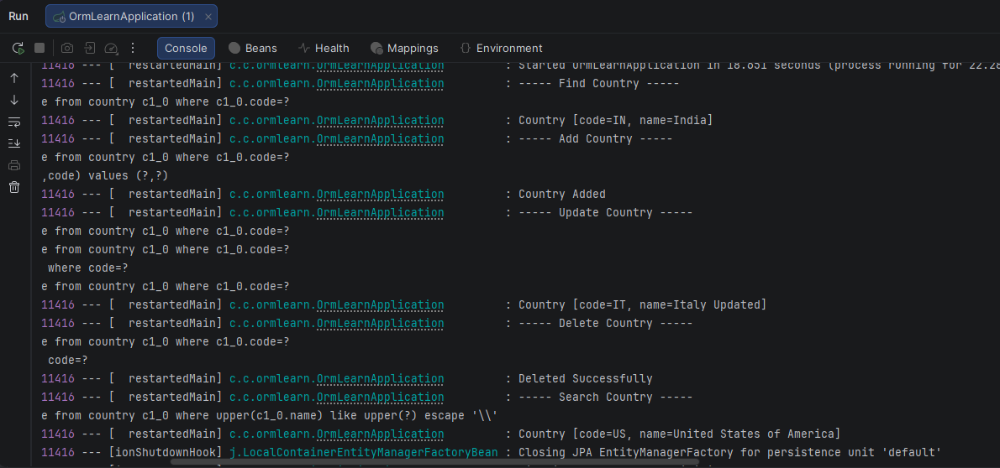 Run OrmLearnApplication (1)
Console Beans Health Mappings Environment
11416 --- [  restartedMain] c.c.ormlearn.OrmLearnApplication         : Started OrmLearnApplication in 18.651 seconds (process running for 22.28
11416 --- [  restartedMain] c.c.ormlearn.OrmLearnApplication         : ----- Find Country -----
e from country c1_0 where c1_0.code=?
11416 --- [  restartedMain] c.c.ormlearn.OrmLearnApplication         : Country [code=IN, name=India]
11416 --- [  restartedMain] c.c.ormlearn.OrmLearnApplication         : ----- Add Country -----
e from country c1_0 where c1_0.code=?
,code) values (?,?)
11416 --- [  restartedMain] c.c.ormlearn.OrmLearnApplication         : Country Added
11416 --- [  restartedMain] c.c.ormlearn.OrmLearnApplication         : ----- Update Country -----
e from country c1_0 where c1_0.code=?
e from country c1_0 where c1_0.code=?
 where code=?
e from country c1_0 where c1_0.code=?
11416 --- [  restartedMain] c.c.ormlearn.OrmLearnApplication         : Country [code=IT, name=Italy Updated]
11416 --- [  restartedMain] c.c.ormlearn.OrmLearnApplication         : ----- Delete Country -----
e from country c1_0 where c1_0.code=?
 code=?
11416 --- [  restartedMain] c.c.ormlearn.OrmLearnApplication         : Deleted Successfully
11416 --- [  restartedMain] c.c.ormlearn.OrmLearnApplication         : ----- Search Country -----
e from country c1_0 where upper(c1_0.name) like upper(?) escape '\\'
11416 --- [  restartedMain] c.c.ormlearn.OrmLearnApplication         : Country [code=US, name=United States of America]
11416 --- [ionShutdownHook] j.LocalContainerEntityManagerFactoryBean : Closing JPA EntityManagerFactory for persistence unit 'default'